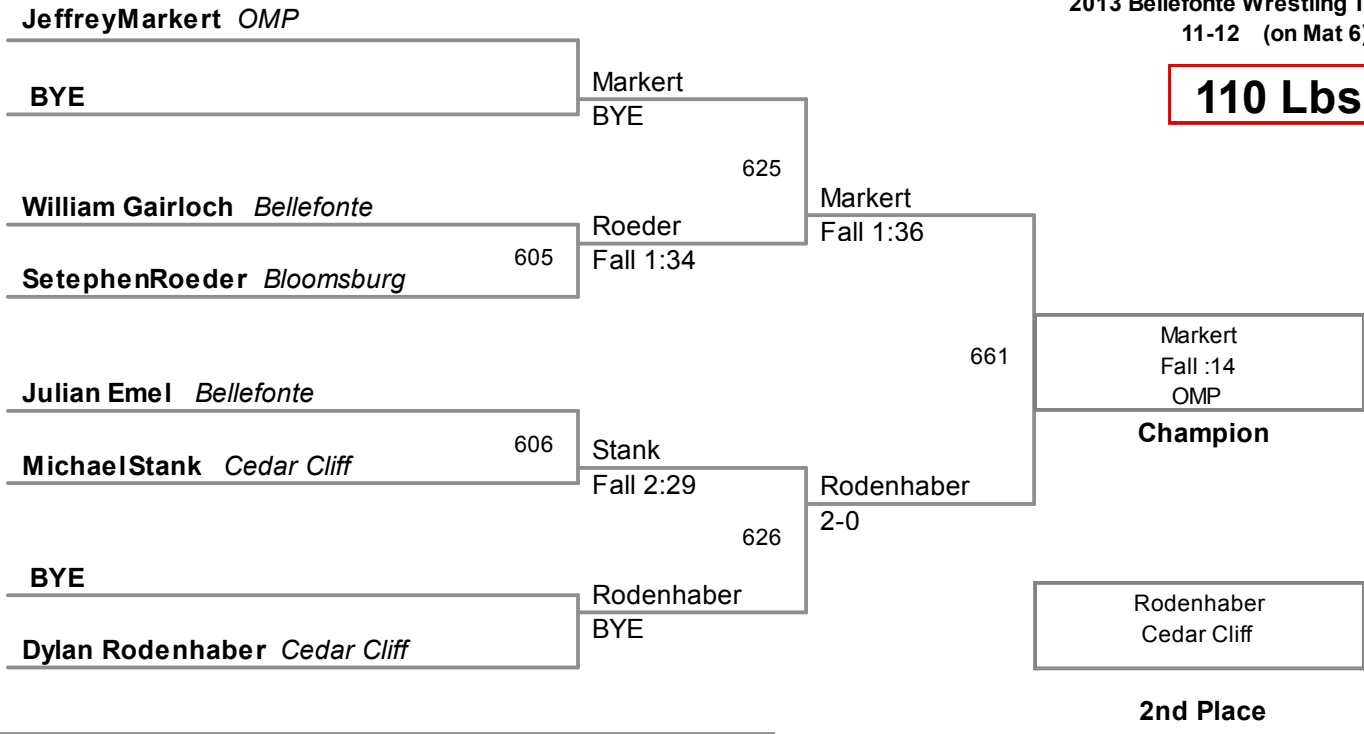 2013 Bellefonte Wrestling
JeffreyMarkert OMP
11-12 (on Mat 6)
110 Lbs
BYE
Markert
BYE
625
William Gairloch Bellefonte
Markert
Roeder
Fall 1:36
605
Fall 1:34
SetephenRoeder Bloomsburg
661
Markert
Fall :14
OMP
Julian Emel Bellefonte
Champion
606
Stank
MichaelStank Cedar Cliff
Fall 2:29
Rodenhaber
2-0
626
BYE
Rodenhaber
BYE
Rodenhaber
Cedar Cliff
Dylan Rodenhaber Cedar Cliff
2nd Place